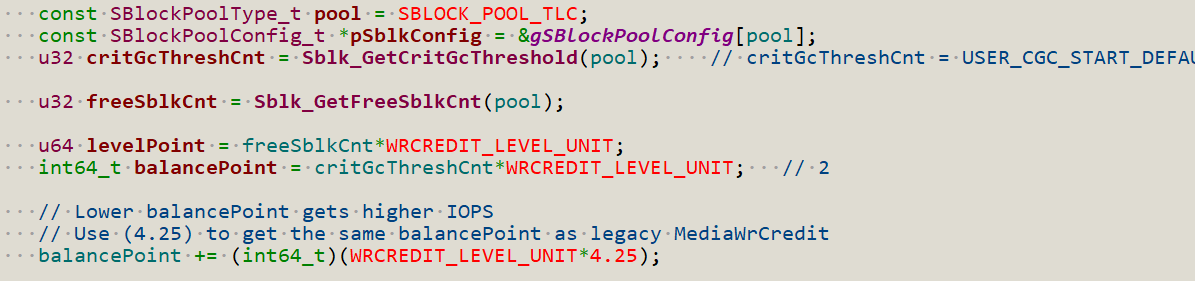 const SBlockPoolType_t pool = SBLOCK_POOL_TLC;
const SBlockPoolConfig_t *pSblkConfig = &gSBlockPoolConfig[pool];
u32 critGcThreshCnt = Sblk_GetCritGcThreshold(pool);    // critGcThreshCnt = USER_CGC_START_DEFAU
u32 freeSblkCnt = Sblk_GetFreeSblkCnt(pool);
u64 levelPoint = freeSblkCnt*WRCREDIT_LEVEL_UNIT;
int64_t balancePoint = critGcThreshCnt*WRCREDIT_LEVEL_UNIT;   // 2
// Lower balancePoint gets higher IOPS
// Use (4.25) to get the same balancePoint as legacy MediaWrCredit
balancePoint += (int64_t)(WRCREDIT_LEVEL_UNIT*4.25);